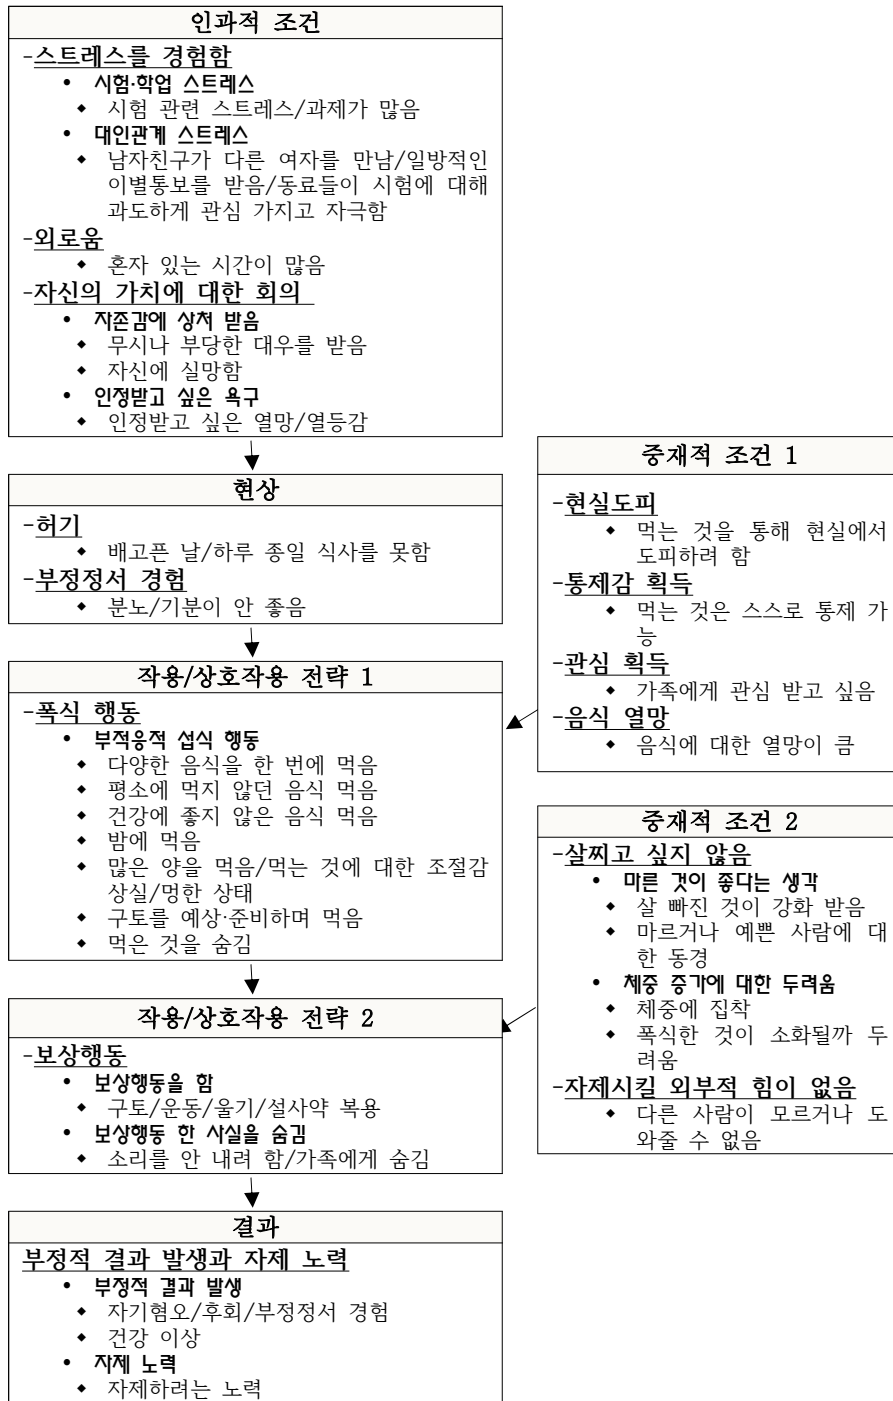 인과적 조건
-스트레스를 경험함
• 시험·학업 스트레스
◆ 시험 관련 스트레스/과제가 많음
• 대인관계 스트레스
◆ 남자친구가 다른 여자를 만남/일방적인
이별통보를 받음/동료들이 시험에 대해
과도하게 관심 가지고 자극함
-외로움
◆ 혼자 있는 시간이 많음
-자신의 가치에 대한 회의
• 자존감에 상처 받음
◆ 무시나 부당한 대우를 받음
◆ 자신에 실망함
• 인정받고 싶은 욕구
◆ 인정받고 싶은 열망/열등감
현상
-허기
◆ 배고픈 날/하루 종일 식사를 못함
-부정정서 경험
◆ 분노/기분이 안 좋음
작용/상호작용 전략 1
-폭식 행동
• 부적응적 섭식 행동
◆ 다양한 음식을 한 번에 먹음
◆ 평소에 먹지 않던 음식 먹음
◆ 건강에 좋지 않은 음식 먹음
◆ 밤에 먹음
◆ 많은 양을 먹음/먹는 것에 대한 조절감
상실/멍한 상태
◆ 구토를 예상·준비하며 먹음
◆ 먹은 것을 숨김
작용/상호작용 전략 2
-보상행동
• 보상행동을 함
◆ 구토/운동/울기/설사약 복용
• 보상행동 한 사실을 숨김
◆ 소리를 안 내려 함/가족에게 숨김
결과
부정적 결과 발생과 자제 노력
• 부정적 결과 발생
◆ 자기혐오/후회/부정정서 경험
◆ 건강 이상
• 자제 노력
◆ 자제하려는 노력
중재적 조건 1
-현실도피
◆ 먹는 것을 통해 현실에서
도피하려 함
-통제감 획득
◆ 먹는 것은 스스로 통제 가
능
-관심 획득
◆ 가족에게 관심 받고 싶음
-음식 열망
◆ 음식에 대한 열망이 큼
중재적 조건 2
-살찌고 싶지 않음
• 마른 것이 좋다는 생각
◆ 살 빠진 것이 강화 받음
◆ 마르거나 예쁜 사람에 대
한 동경
• 체중 증가에 대한 두려움
◆ 체중에 집착
◆ 폭식한 것이 소화될까 두
려움
-자제시킬 외부적 힘이 없음
◆ 다른 사람이 모르거나 도
와줄 수 없음